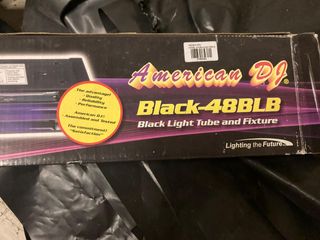 American DJ®
Black-48BLB
Black Light Tube and Fixture
Lighting the Future
The advantage!
- Quality
Reliability
- Performance
American DJ:
Assembled and Tested
The commitment!
"Satisfaction"